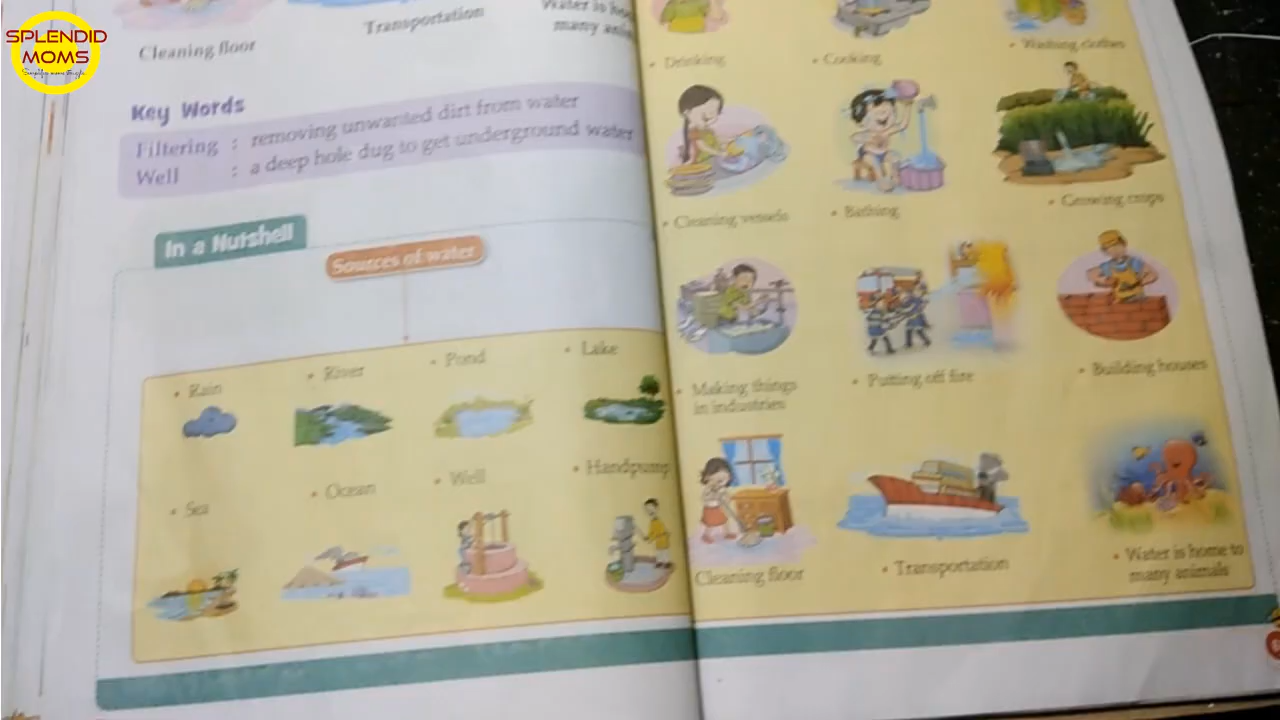 SPLENDID
MOMS
Cleaning floor
Transportation
Water is
many
Key Words
Filtering : removing unwanted dirt from water
Well : a deep hole dug to get underground water
In a Nutshell
Sources of water
• Rain
• River
• Pond
• Lake
• Sea
• Ocean
• Well
• Handpump
• Drinking
• Cooking
• Washing clothes
• Cleaning vessels
• Bathing
• Growing crops
• Making things
in industries
• Putting off fire
• Building houses
Cleaning floor
• Transportation
• Water is home to
many animals